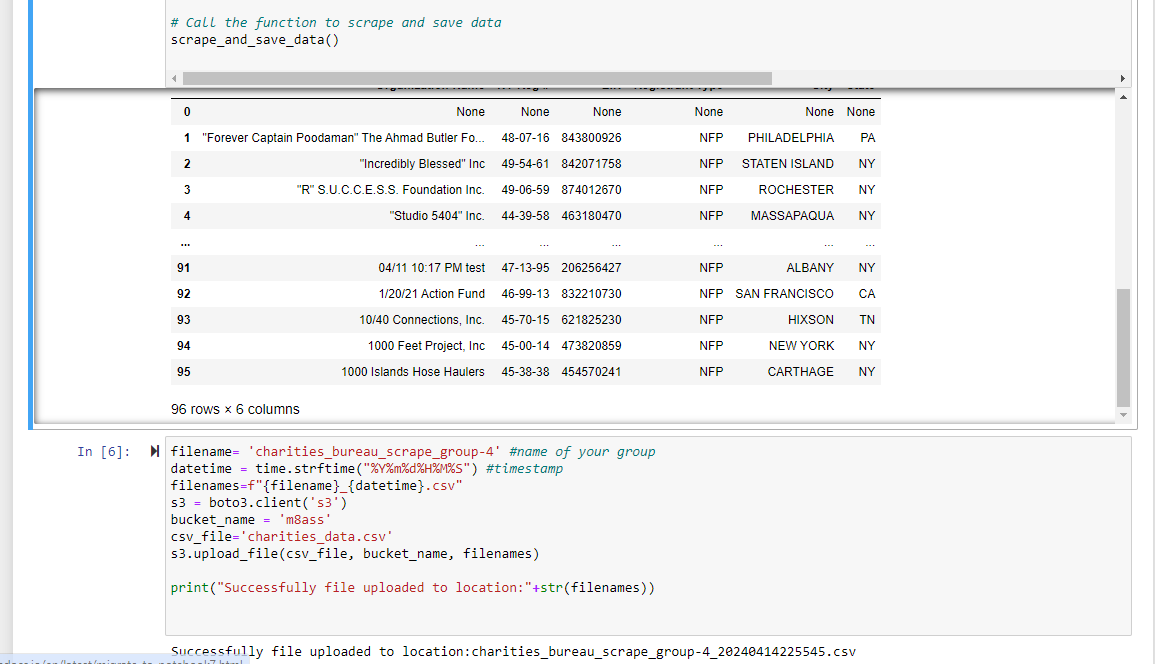 # Call the function to scrape and save data
scrape_and_save_data()
0 None None None None None None
1 "Forever Captain Poodaman" The Ahmad Butler Fo... 48-07-16 843800926 NFP PHILADELPHIA PA
2 "Incredibly Blessed" Inc 49-54-61 842071758 NFP STATEN ISLAND NY
3 "R" S.U.C.C.E.S.S. Foundation Inc. 49-06-59 874012670 NFP ROCHESTER NY
4 "Studio 5404" Inc. 44-39-58 463180470 NFP MASSAPAQUA NY
... ... ... ... ... ... ...
91 04/11 10:17 PM test 47-13-95 206256427 NFP ALBANY NY
92 1/20/21 Action Fund 46-99-13 832210730 NFP SAN FRANCISCO CA
93 10/40 Connections, Inc. 45-70-15 621825230 NFP HIXSON TN
94 1000 Feet Project, Inc 45-00-14 473820859 NFP NEW YORK NY
95 1000 Islands Hose Haulers 45-38-38 454570241 NFP CARTHAGE NY
96 rows × 6 columns
In [6]: filename= 'charities_bureau_scrape_group-4' #name of your group
datetime = time.strftime("%Y%m%d%H%M%S") #timestamp
filenames=f"{filename}_{datetime}.csv"
s3 = boto3.client('s3')
bucket_name = 'm8ass'
csv_file='charities_data.csv'
s3.upload_file(csv_file, bucket_name, filenames)
print("Successfully file uploaded to location:"+str(filenames))
Successfully file uploaded to location:charities_bureau_scrape_group-4_20240414225545.csv